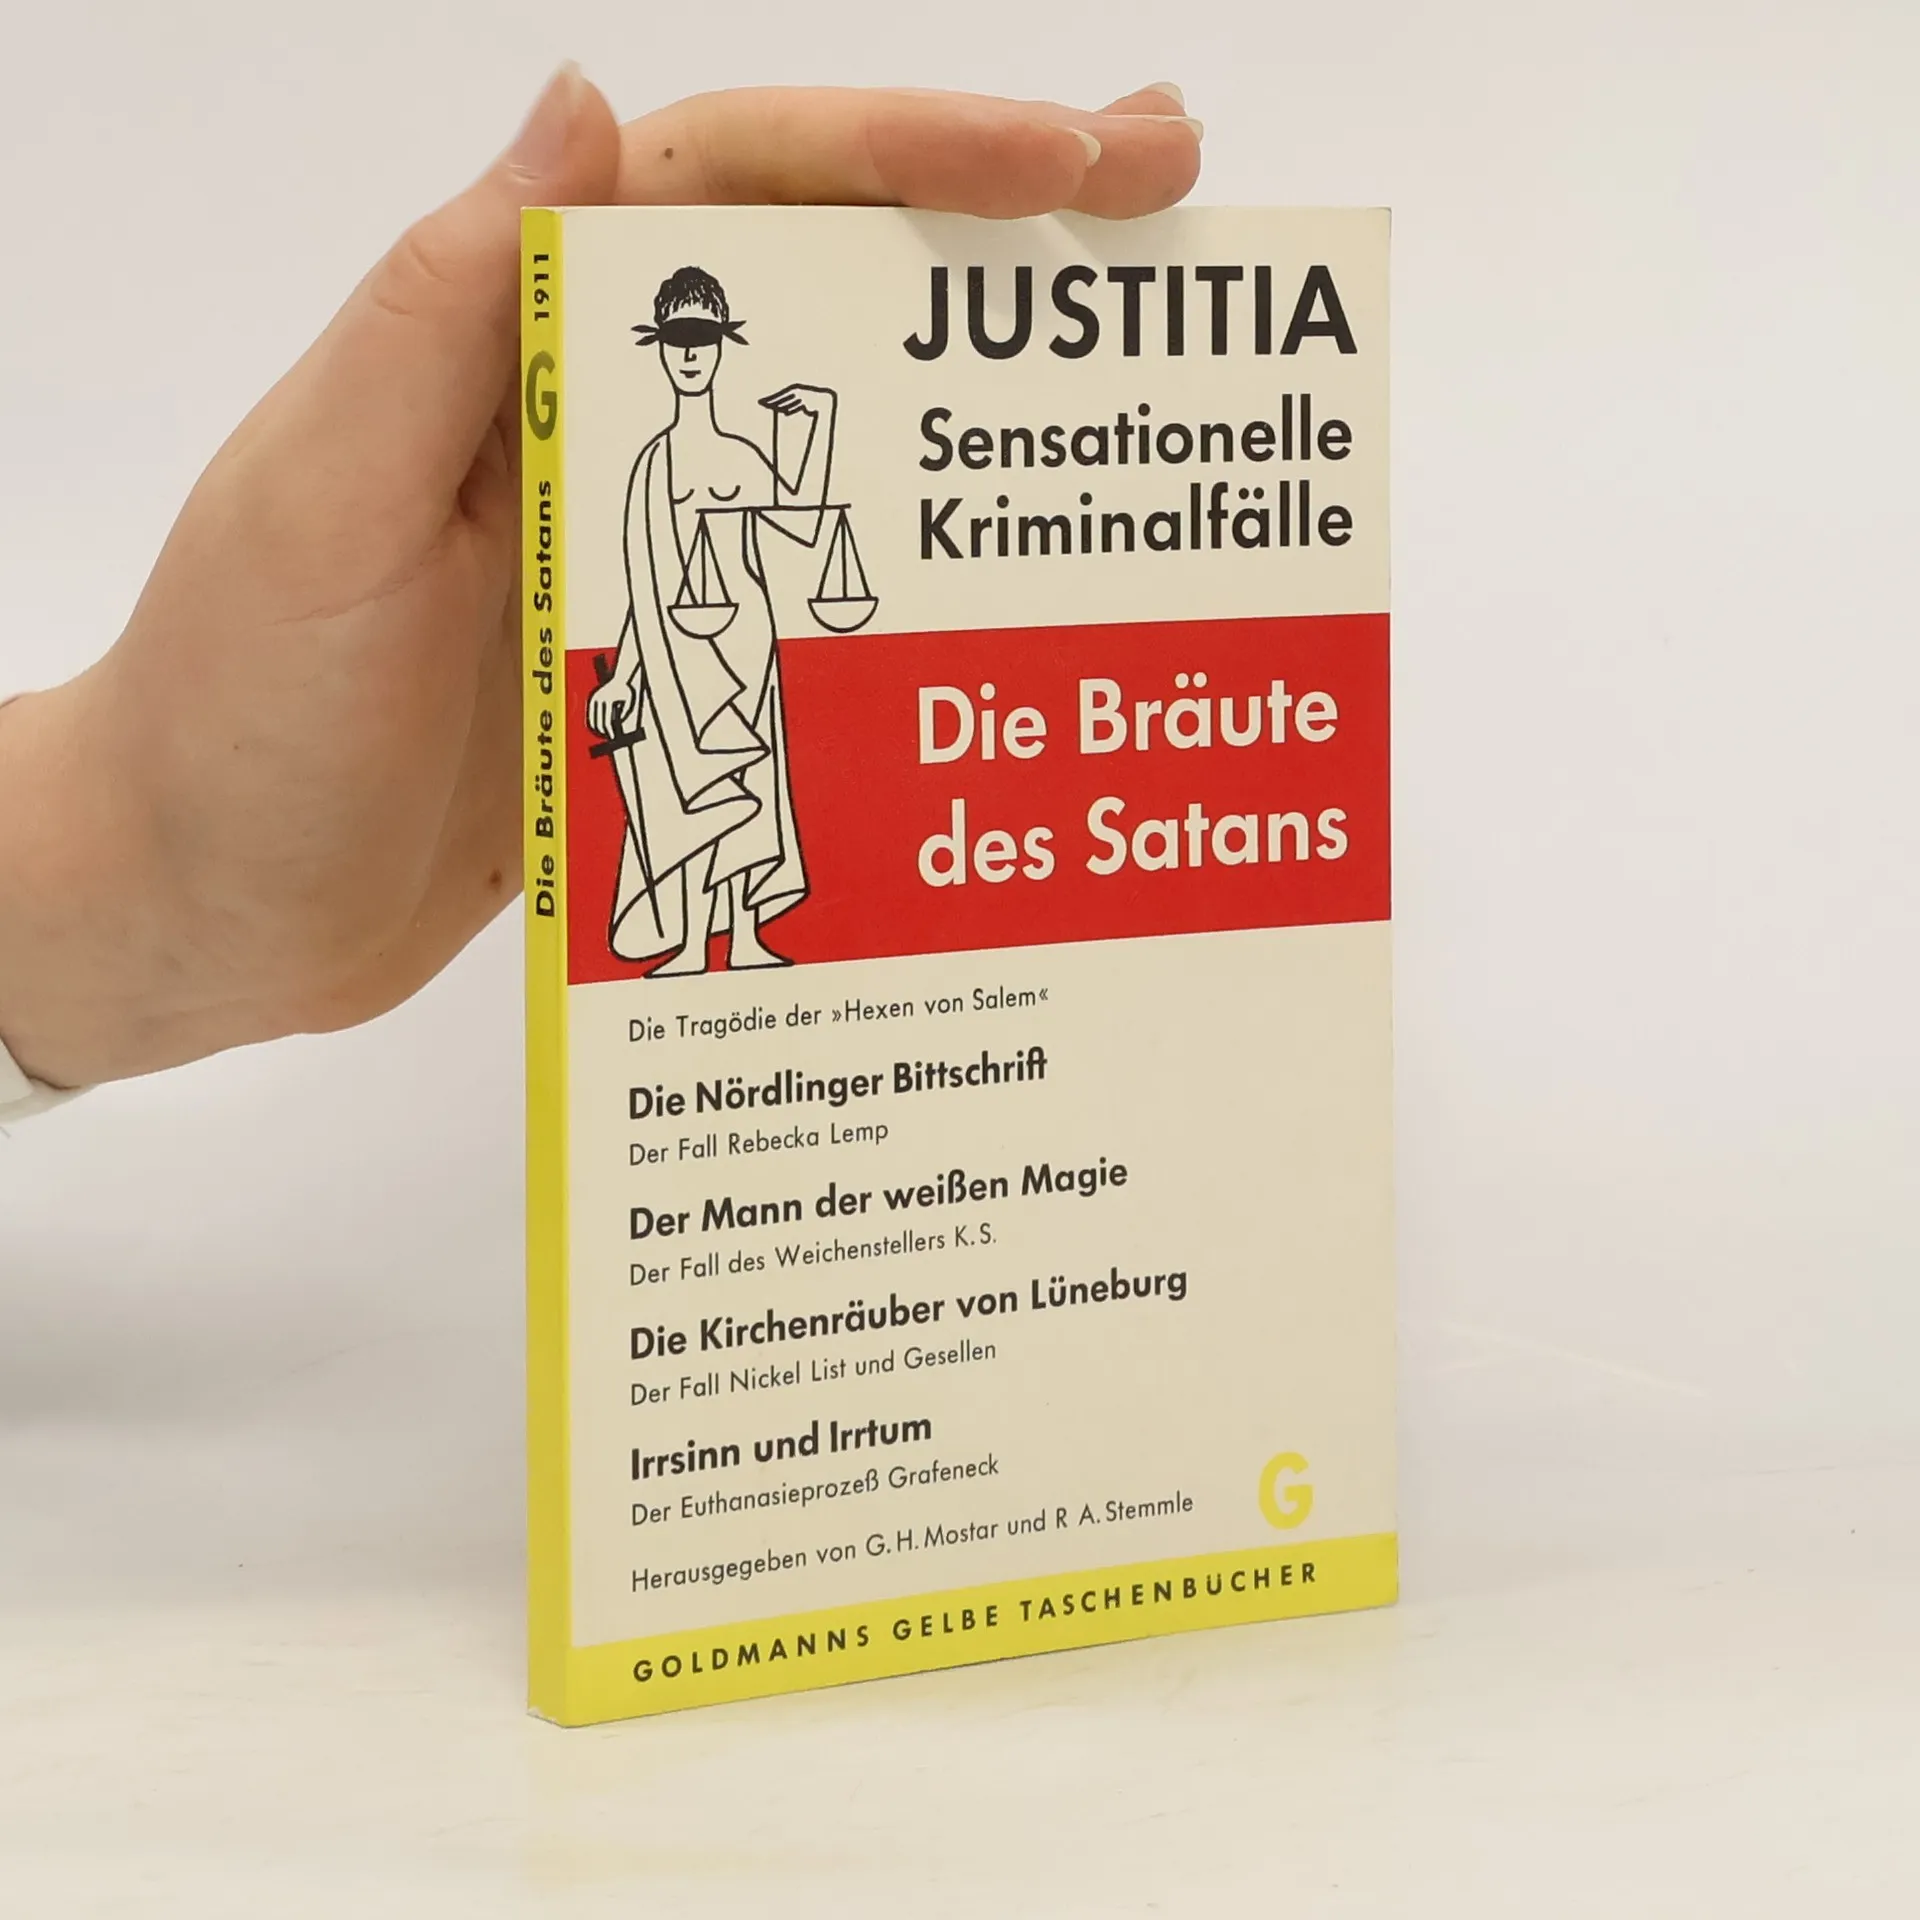 Die Bräute des Satans G 1911
JUSTITIA
Sensationelle
Kriminalfälle
Die Bräute
des Satans
Die Tragödie der »Hexen von Salem«
Die Nördlinger Bittschrift
Der Fall Rebecka Lemp
Der Mann der weißen Magie
Der Fall des Weichenstellers K. S.
Die Kirchenräuber von Lüneburg
Der Fall Nickel List und Gesellen
Irrsinn und Irrtum
Der Euthanasieprozeß Grafeneck
Herausgegeben von G. H. Mostar und R A. Stemmle
G
GOLDMANNS GELBE TASCHENBÜCHER